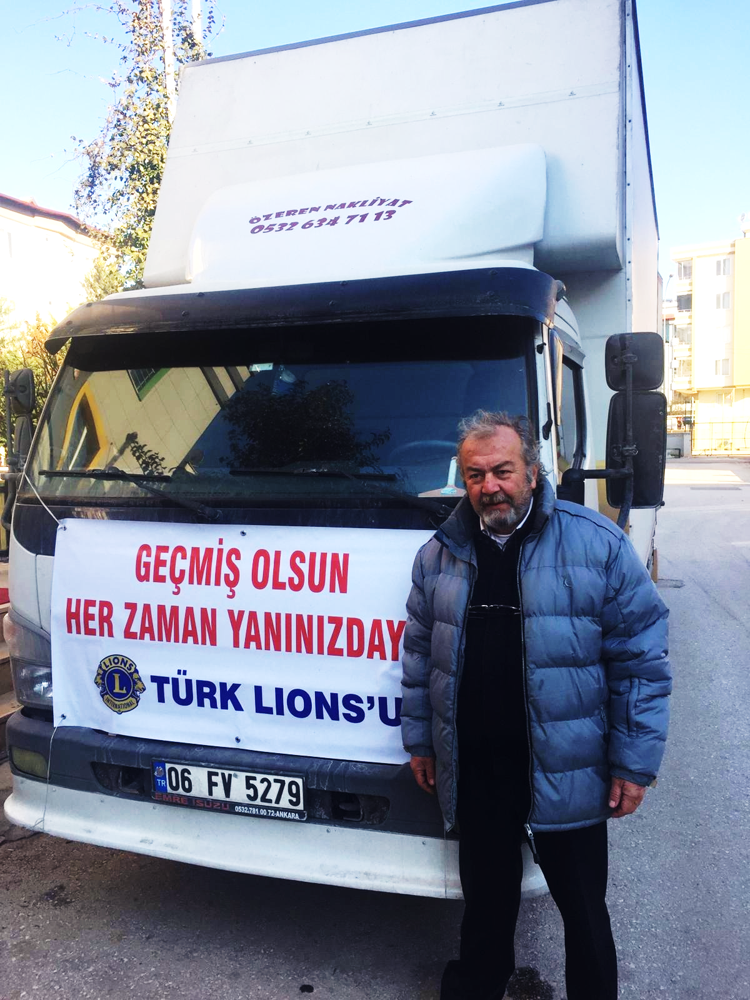 ÖZEREN NAKLİYAT
0532 634 71 13
GEÇMİŞ OLSUN
HER ZAMAN YANINIZDAY
LIONS
L
INTERNATIONAL
TÜRK LIONS'U
TR
06 FV 5279
EMRE ISUZU
0532.781 00 72-ANKARA